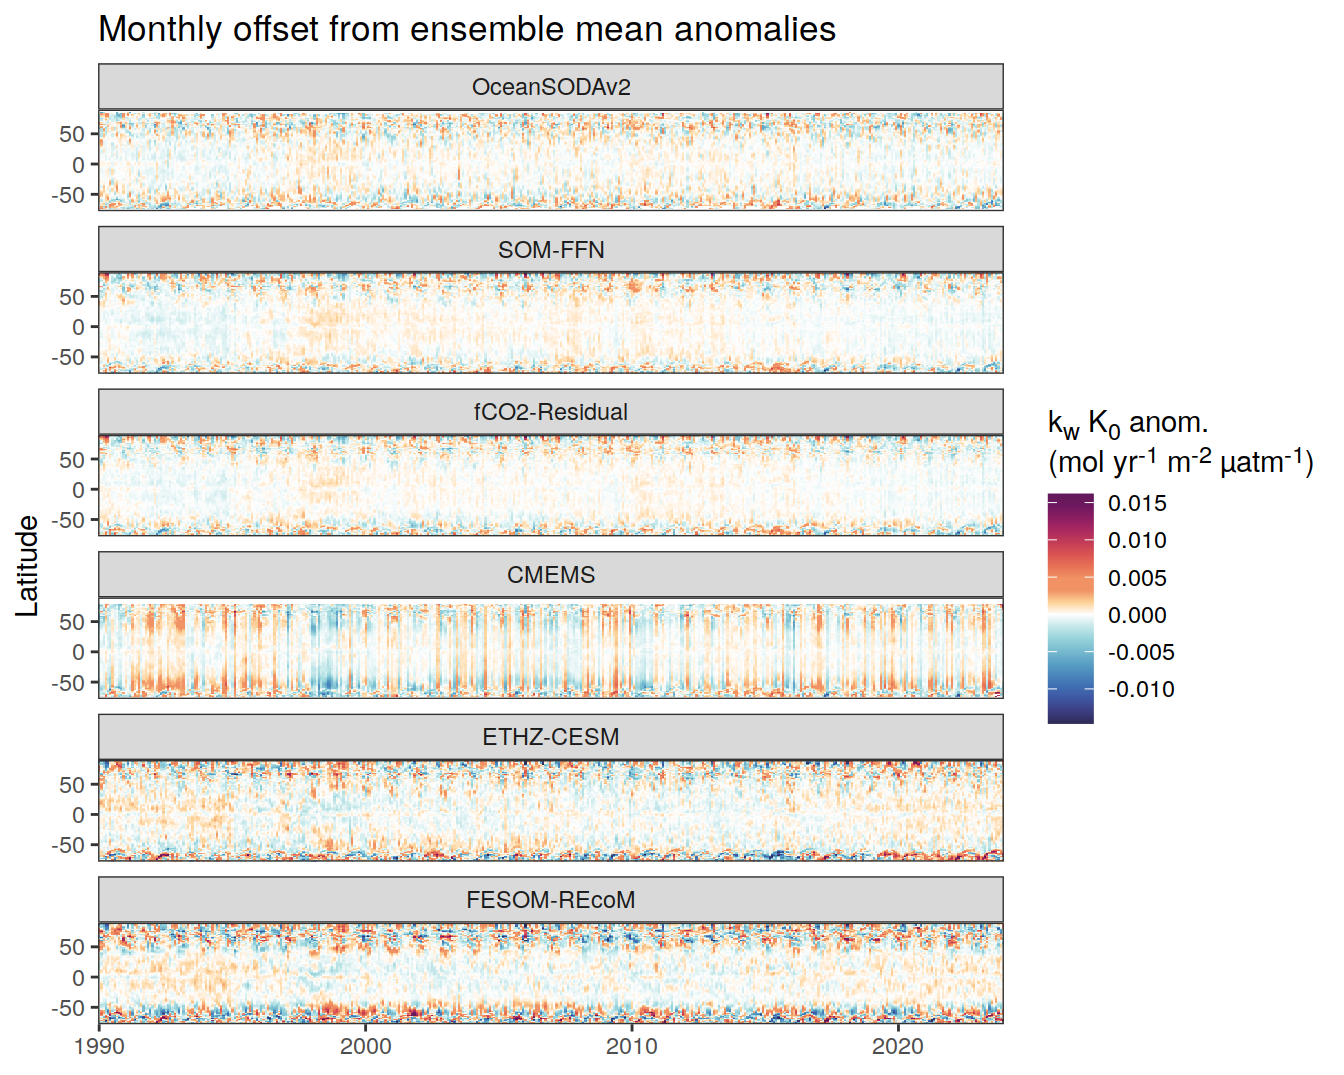 Monthly offset from ensemble mean anomalies
OceanSODAv2
50
0
-50
SOM-FFN
50
0
-50
fCO2-Residual
50
0
-50
CMEMS
50
0
-50
ETHZ-CESM
50
0
-50
FESOM-REcoM
50
0
-50
1990 2000 2010 2020
Latitude
kw K0 anom.
(mol yr-1 m-2 µatm-1)
0.015
0.010
0.005
0.000
-0.005
-0.010